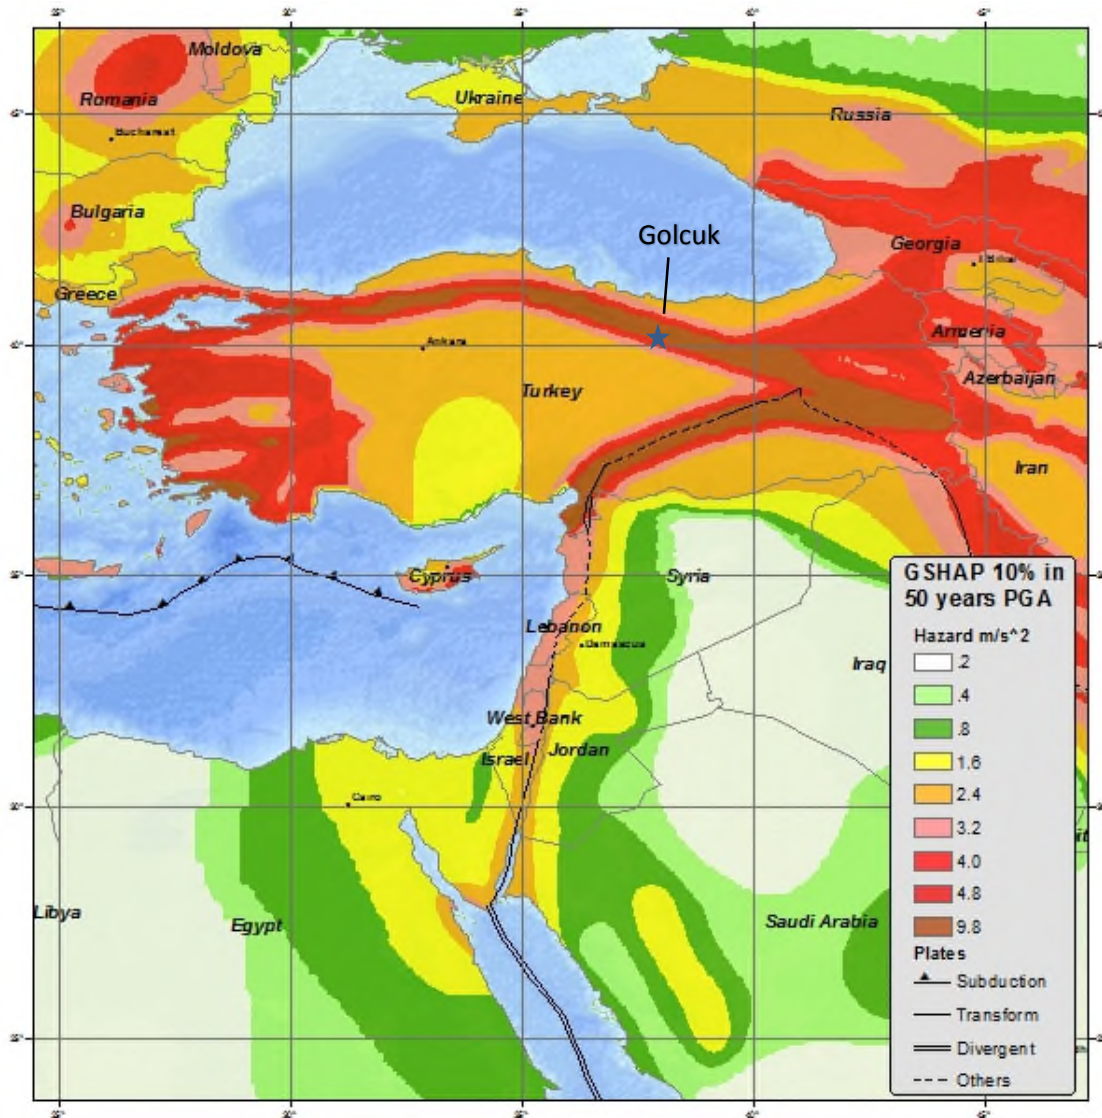 Moldova
Romania
Bucharest
Ukraine
Russia
Bulgaria
Golcuk
Georgia
Greece
Ankara
Armenia
Turkey
Azerbaijan
Iran
Cyprus
Syria
GSHAP 10% in
50 years PGA
Lebanon
Damascus
Hazard m/s^2
.2
Iraq
.4
West Bank
.8
Israel
Jordan
1.6
Cairo
2.4
3.2
4.0
4.8
Libya
Egypt
Saudi Arabia
9.8
Plates
Subduction
Transform
Divergent
Others